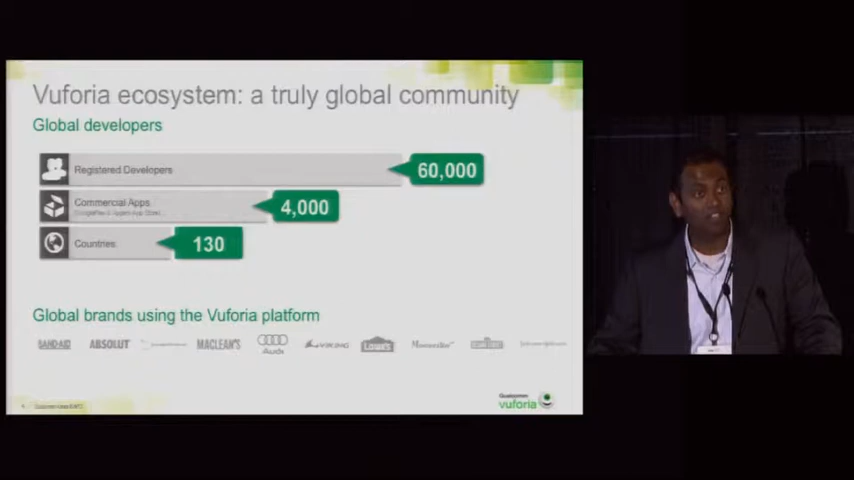 Vuforia ecosystem: a truly global community
Global developers
Registered Developers
60,000
Commercial Apps
4,000
Countries
130
Global brands using the Vuforia platform
BAND-AID ABSOLUT MACLEAN'S Audi VIKING LOWE'S
Qualcomm
vuforia